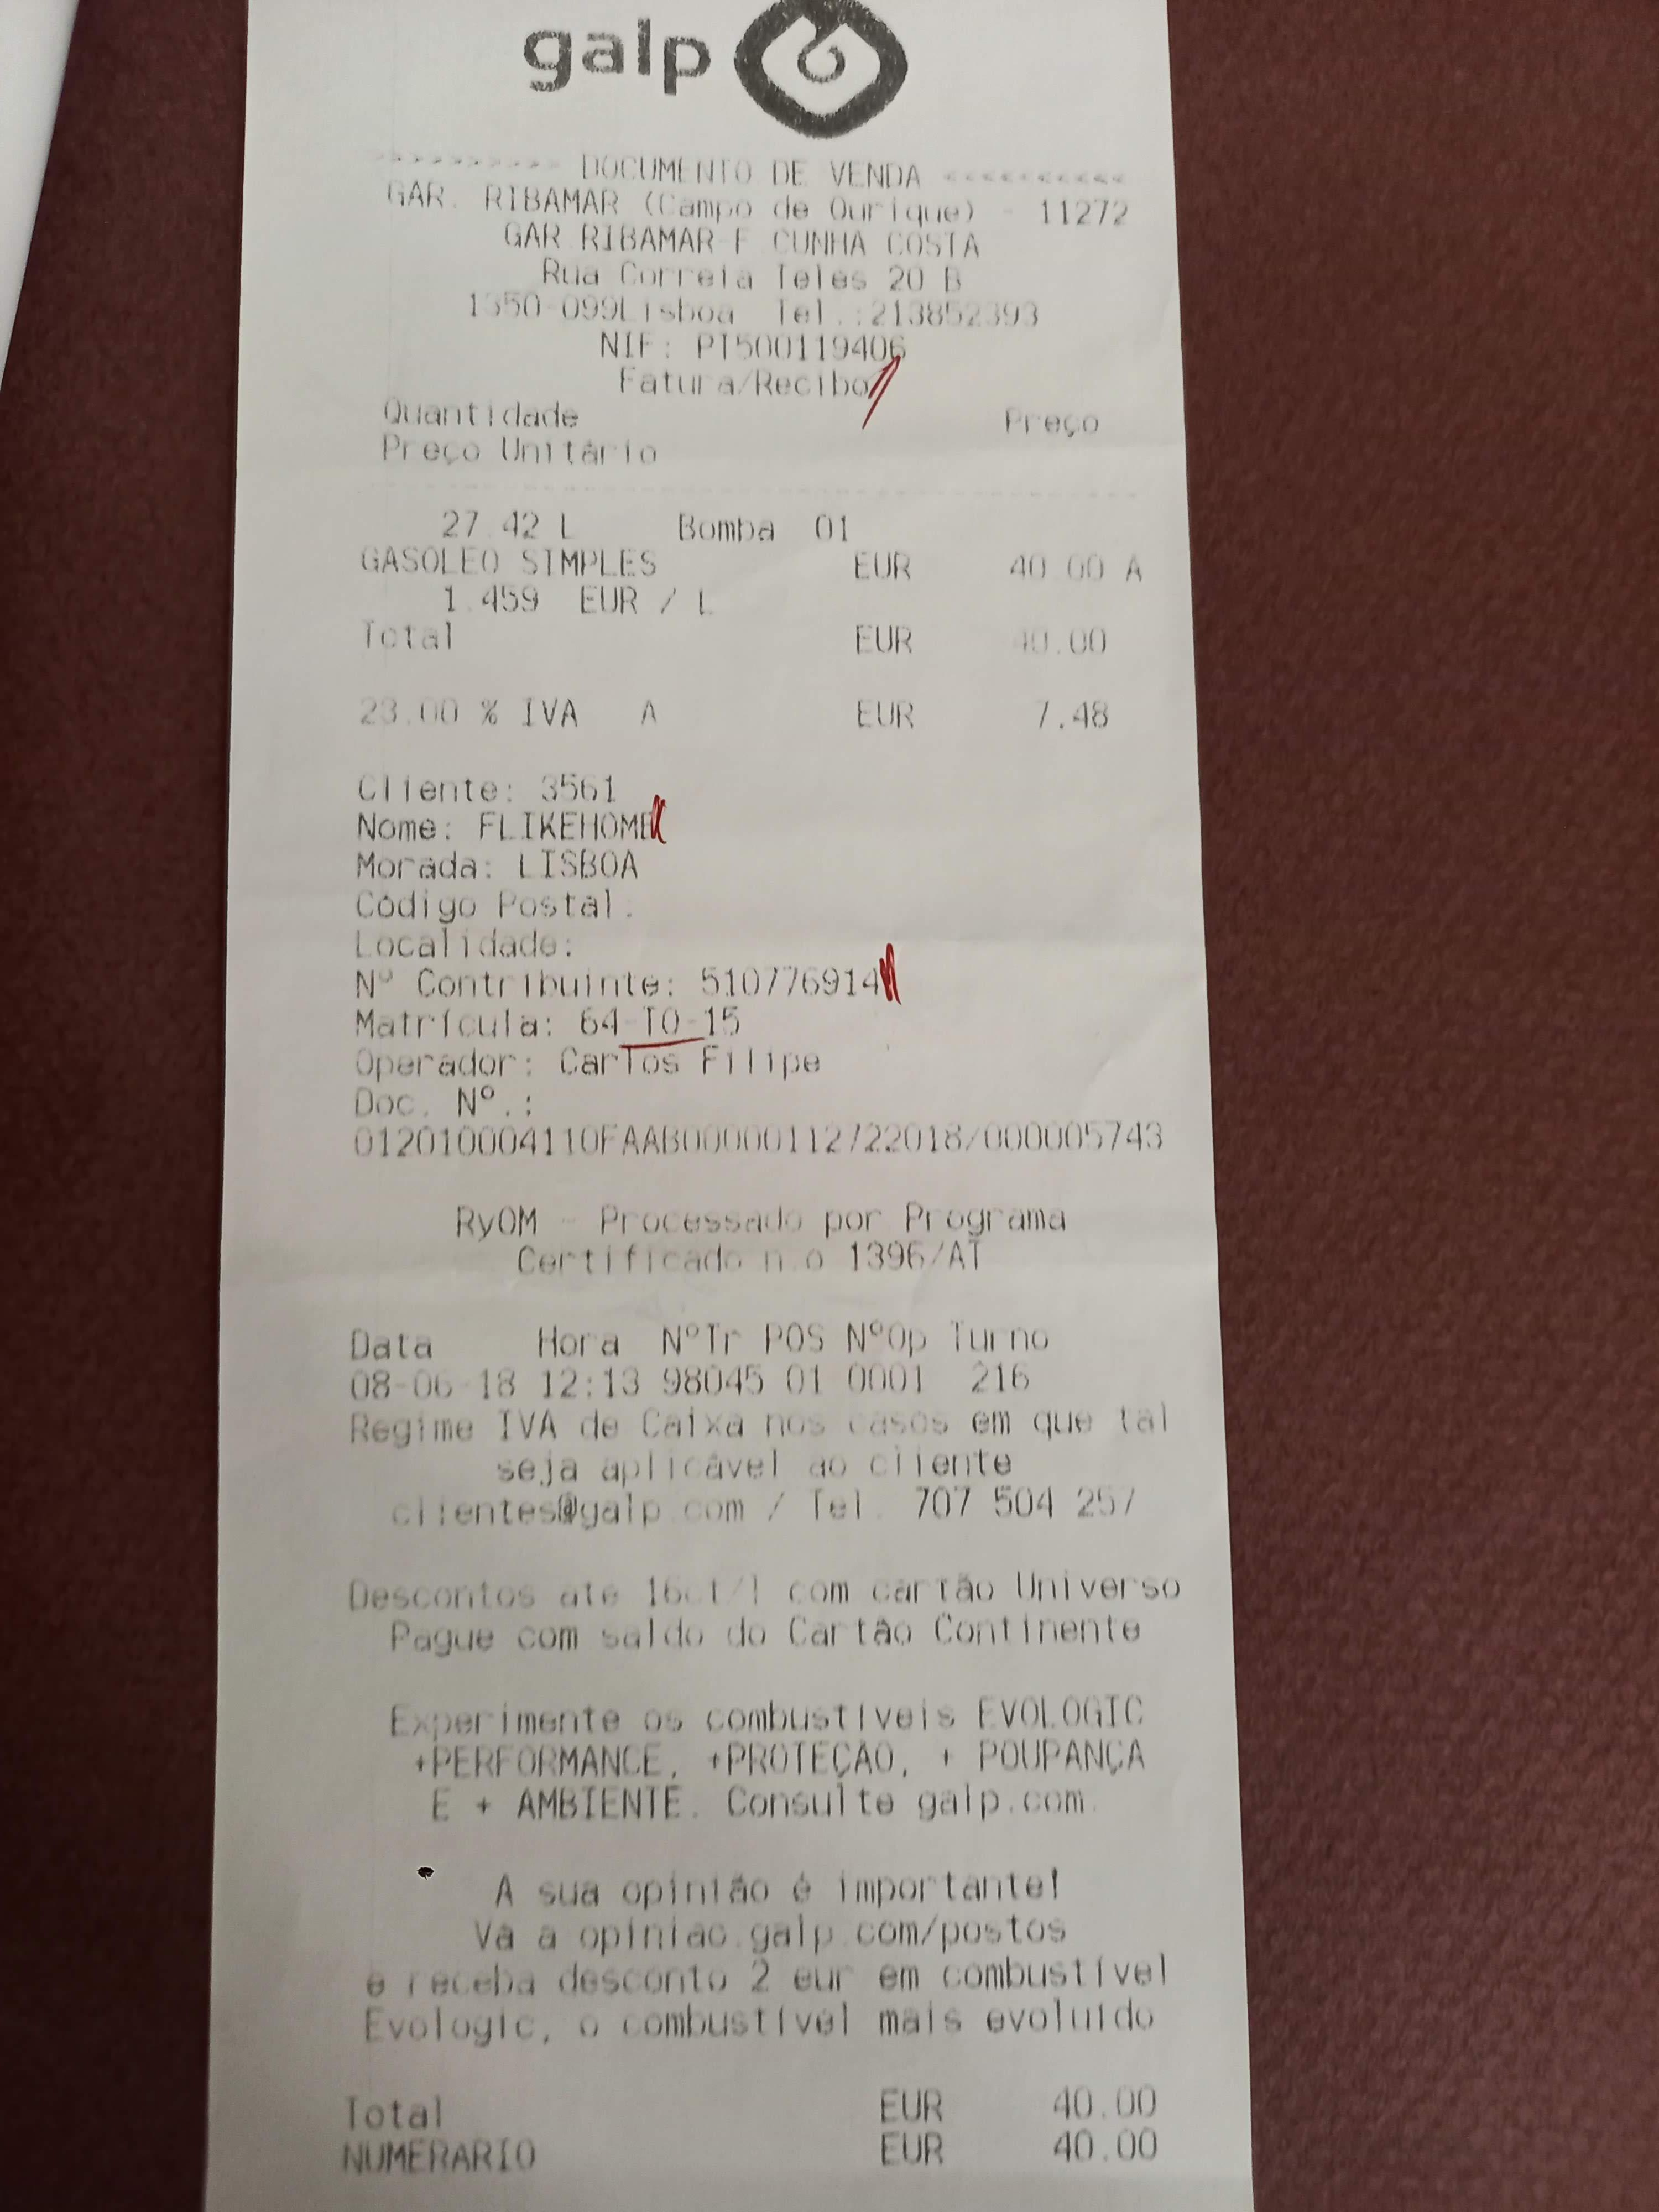 galp
>>>>>>>>>> DOCUMENTO DE VENDA <<<<<<<<<<
GAR. RIBAMAR (Campo de Ourique) - 11272
GAR.RIBAMAR-F CUNHA COSTA
Rua Correia Teles 20 B
1350-099Lisboa Tel.:213852393
NIF: PT500119406
Fatura/Recibo
Quantidade Preço
Preço Unitário
27.42 L Bomba 01
GASOLEO SIMPLES EUR 40.00 A
1.459 EUR / L
Total EUR 40.00
23.00 % IVA A EUR 7.48
Cliente: 3561
Nome: FLIKEHOME
Morada: LISBOA
Código Postal:
Localidade:
Nº Contribuinte: 510776914
Matrícula: 64-TO-15
Operador: Carlos Filipe
Doc. Nº.:
012010004110FAAB00000112722018/000005743
RyOM - Processado por Programa
Certificado n.o 1396/AT
Data Hora NºTr POS NºOp Turno
08-06-18 12:13 98045 01 0001 216
Regime IVA de Caixa nos casos em que tal
seja aplicável ao cliente
clientes@galp.com / Tel. 707 504 257
Descontos até 16ct/l com cartão Universo
Pague com saldo do Cartão Continente
Experimente os combustíveis EVOLOGIC
+PERFORMANCE, +PROTEÇÃO, + POUPANÇA
E + AMBIENTE. Consulte galp.com.
A sua opinião é importante!
Vá a opiniao.galp.com/postos
e receba desconto 2 eur em combustível
Evologic, o combustível mais evoluído
Total EUR 40.00
NUMERARIO EUR 40.00